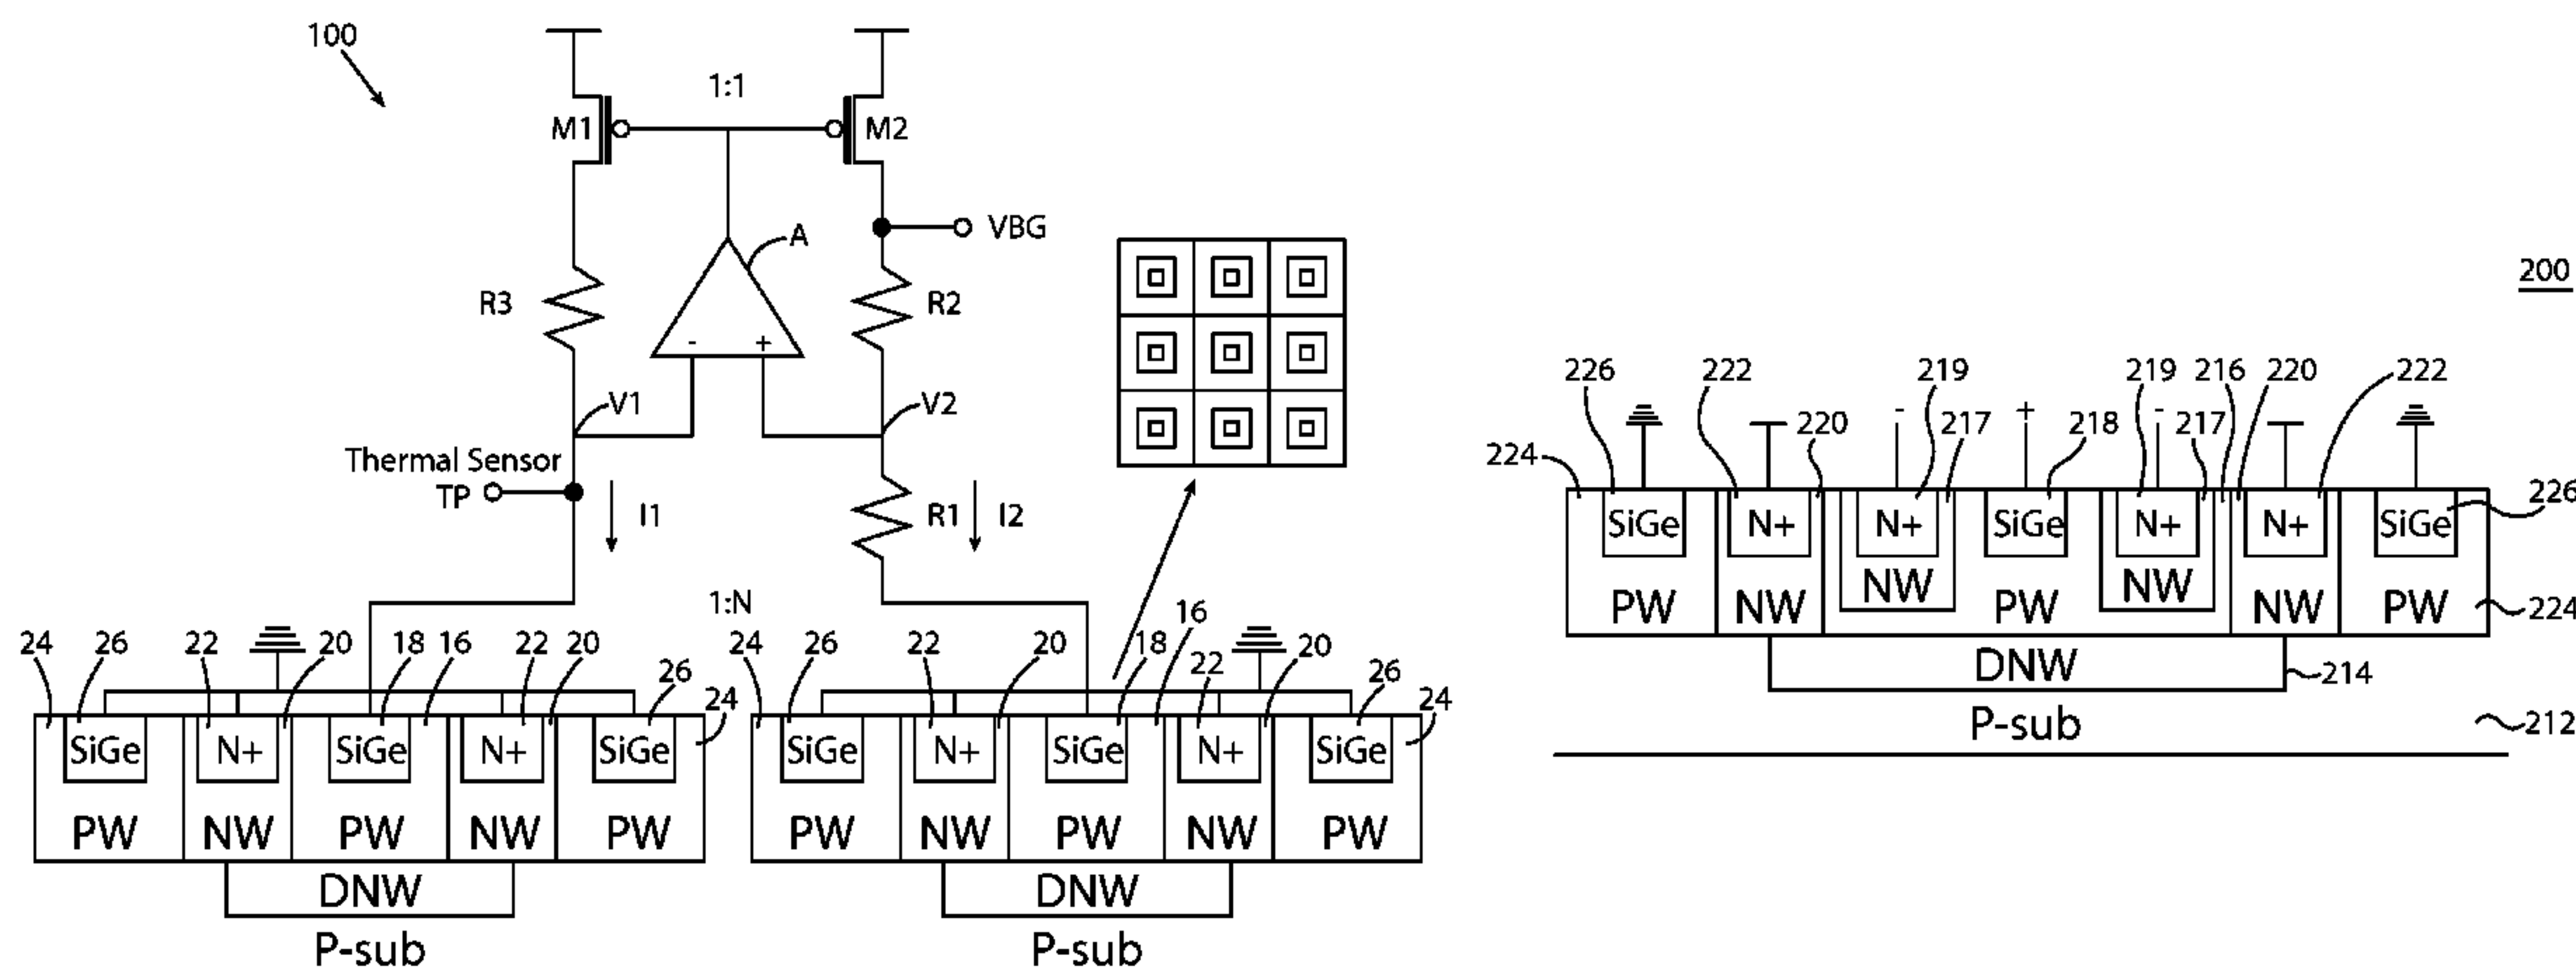 100
1:1
M1
M2
A
VBG
R3
R2
- +
V1
V2
Thermal Sensor
TP
I1
R1
I2
1:N
24 26 22 20 18 16 22 20 26 24
SiGe N+ SiGe N+ SiGe
PW NW PW NW PW
DNW
P-sub
24 26 22 20 18 16 22 20 26 24
SiGe N+ SiGe N+ SiGe
PW NW PW NW PW
DNW
P-sub
200
226 222 219 219 216 220 222
- + -
224 220 217 218 217 226
SiGe N+ N+ SiGe N+ N+ SiGe
NW NW
PW NW PW NW PW 224
DNW 214
P-sub 212